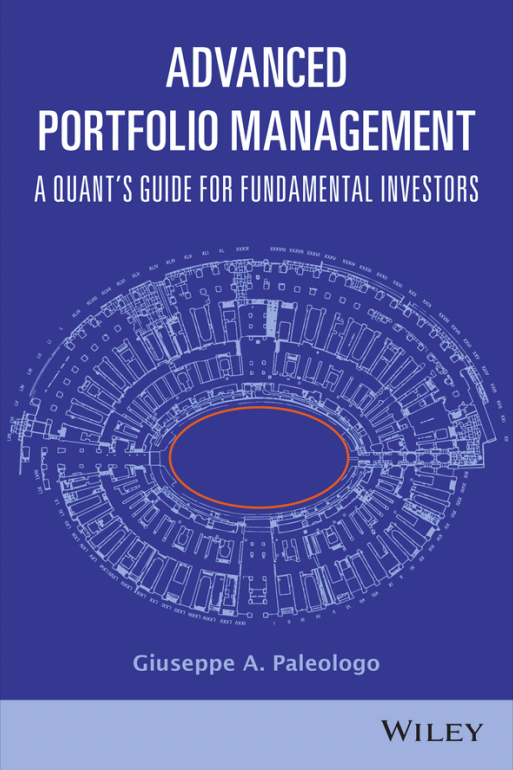 ADVANCED
PORTFOLIO MANAGEMENT
A QUANT'S GUIDE FOR FUNDAMENTAL INVESTORS
Giuseppe A. Paleologo
WILEY